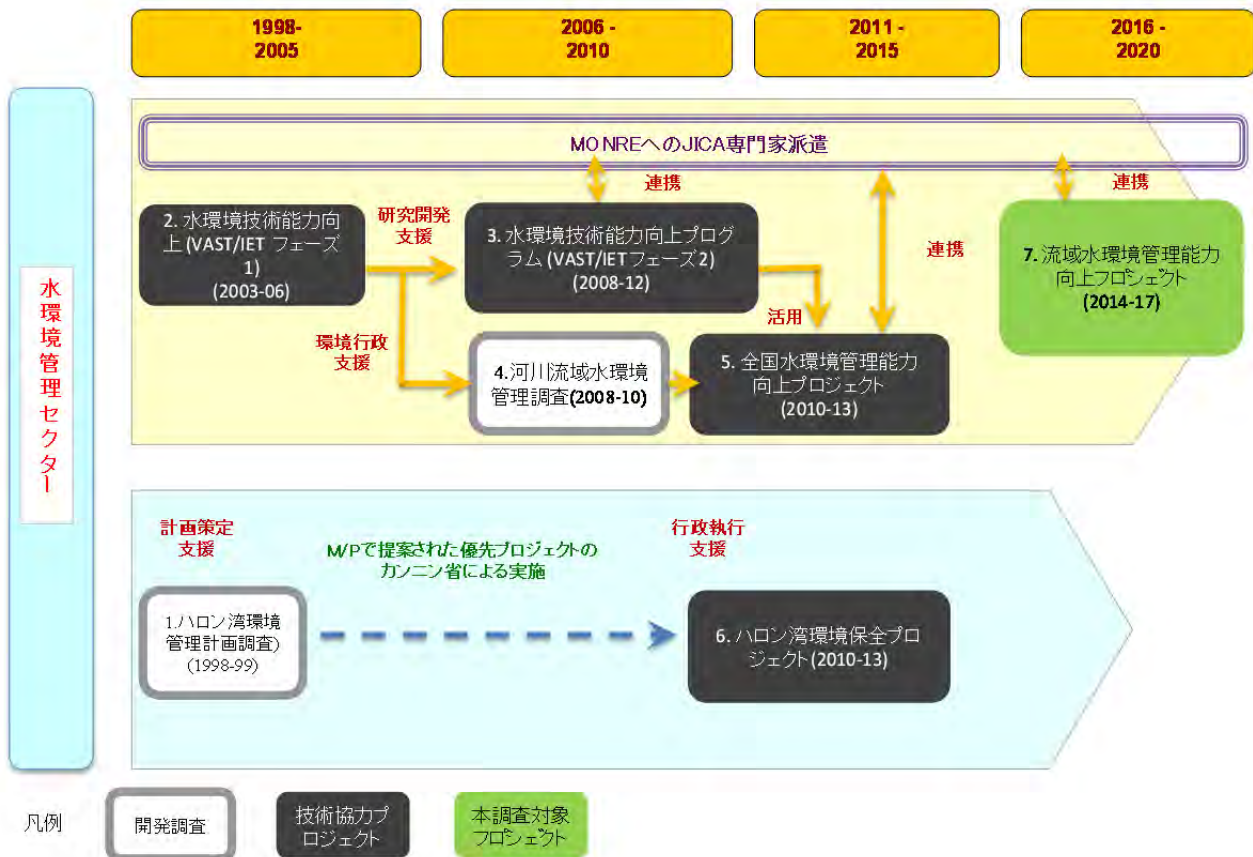 1998-
2005
2006 -
2010
2011 -
2015
2016 -
2020
水環境管理セクター
MONREへのJICA専門家派遣
連携
連携
連携
2. 水環境技術能力向
上 (VAST/IET フェーズ
1)
(2003-06)
研究開発
支援
3. 水環境技術能力向上プログ
ラム (VAST/IETフェーズ2)
(2008-12)
7. 流域水環境管理能力
向上プロジェクト
(2014-17)
環境行政
支援
活用
4.河川流域水環境
管理調査(2008-10)
5. 全国水環境管理能力
向上プロジェクト
(2010-13)
計画策定
支援
M/Pで提案された優先プロジェクトの
カンニン省による実施
行政執行
支援
1.ハロン湾環境
管理計画調査)
(1998-99)
6. ハロン湾環境保全プロ
ジェクト(2010-13)
凡例
開発調査
技術協力プ
ロジェクト
本調査対象
プロジェクト